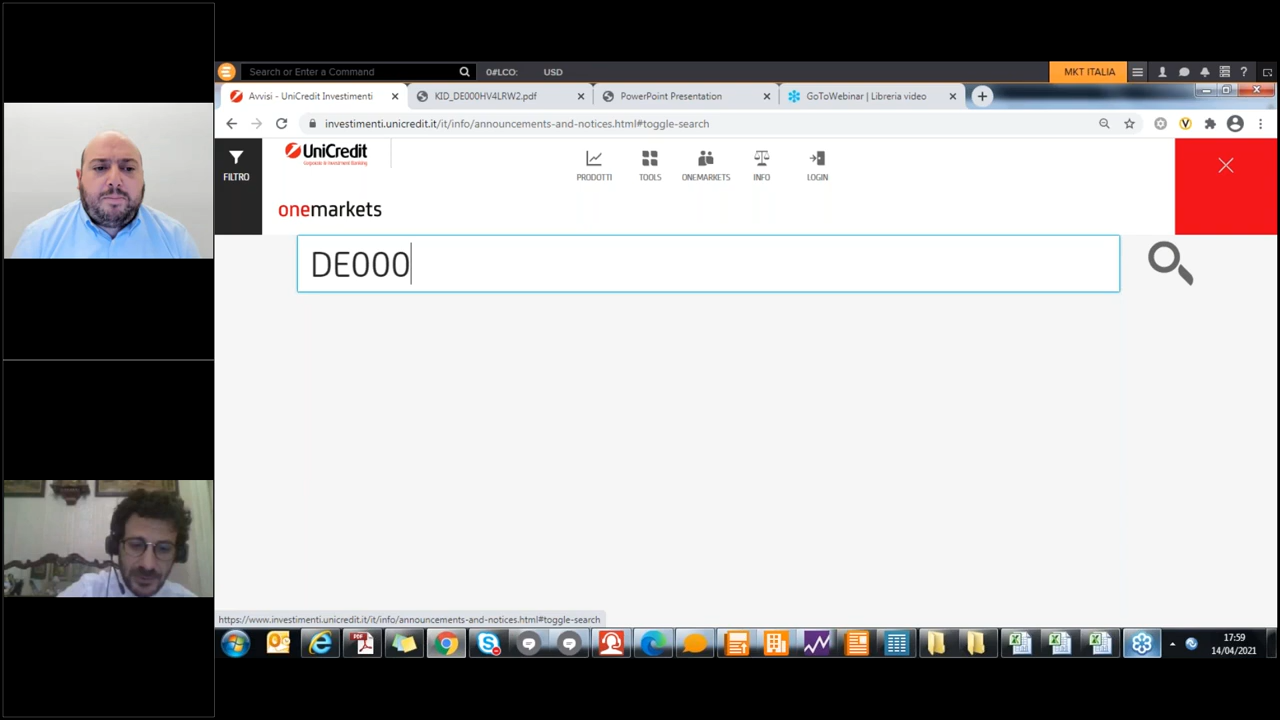 Search or Enter a Command
0#LCO:
USD
MKT ITALIA
?
Avvisi - UniCredit Investimenti
KID_DE000HV4LRW2.pdf
PowerPoint Presentation
GoToWebinar | Libreria video
investimenti.unicredit.it/it/info/announcements-and-notices.html#toggle-search
FILTRO
UniCredit
Corporate & Investment Banking
PRODOTTI
TOOLS
ONEMARKETS
INFO
LOGIN
onemarkets
DE000
https://www.investimenti.unicredit.it/it/info/announcements-and-notices.html#toggle-search
17:59
14/04/2021